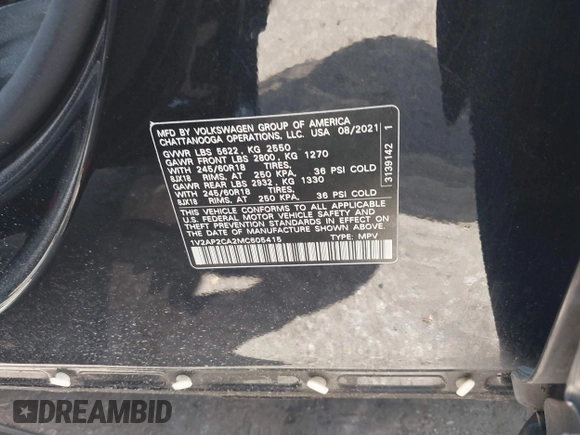 MFD BY VOLKSWAGEN GROUP OF AMERICA
CHATTANOOGA OPERATIONS, LLC. USA 08/2021
GVWR LBS 5622 , KG 2550
GAWR FRONT LBS 2800, KG 1270
WITH 245/60R18 TIRES,
8JX18 RIMS, AT 250 KPA, 36 PSI COLD
GAWR REAR LBS 2932, KG 1330
WITH 245/60R18 TIRES,
8JX18 RIMS, AT 250 KPA, 36 PSI COLD
THIS VEHICLE CONFORMS TO ALL APPLICABLE
U.S. FEDERAL MOTOR VEHICLE SAFETY AND
THEFT PREVENTION STANDARDS IN EFFECT ON
THE DATE OF MANUFACTURE SHOWN ABOVE.
1V2AP2CA2MC605415 TYPE: MPV
3139142 1
DREAMBID